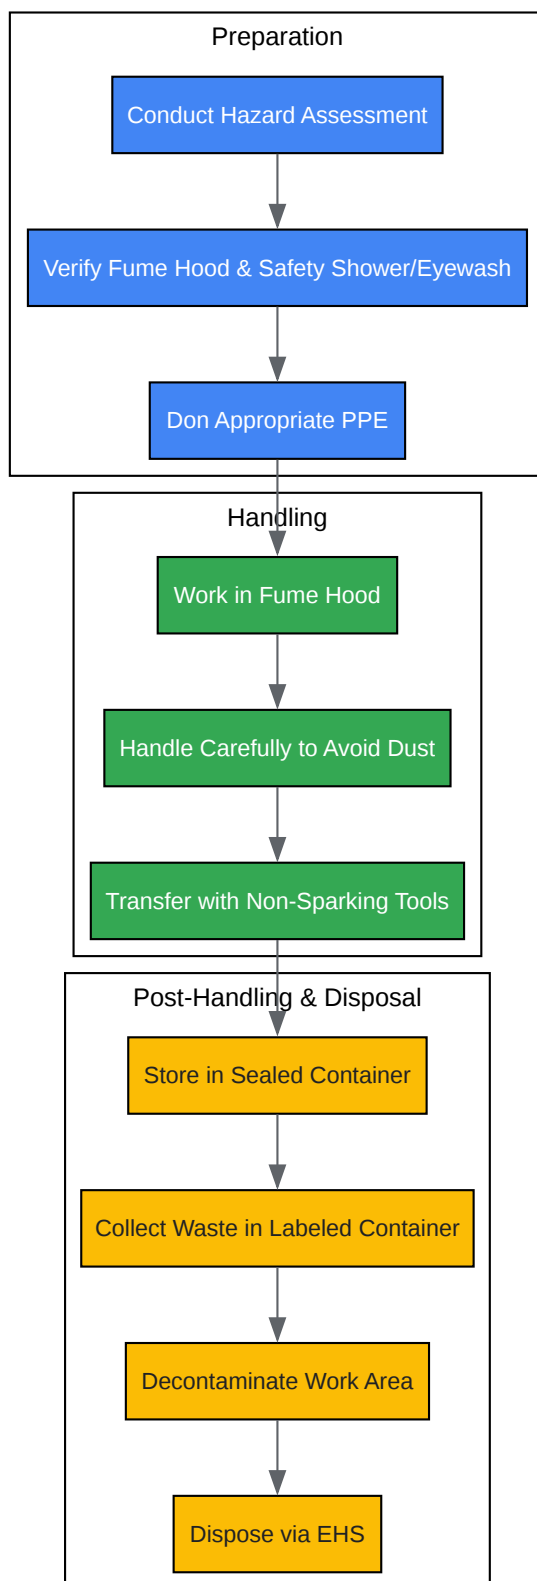 Preparation
Conduct Hazard Assessment
Verify Fume Hood & Safety Shower/Eyewash
Don Appropriate PPE
Handling
Work in Fume Hood
Handle Carefully to Avoid Dust
Transfer with Non-Sparking Tools
Post-Handling & Disposal
Store in Sealed Container
Collect Waste in Labeled Container
Decontaminate Work Area
Dispose via EHS